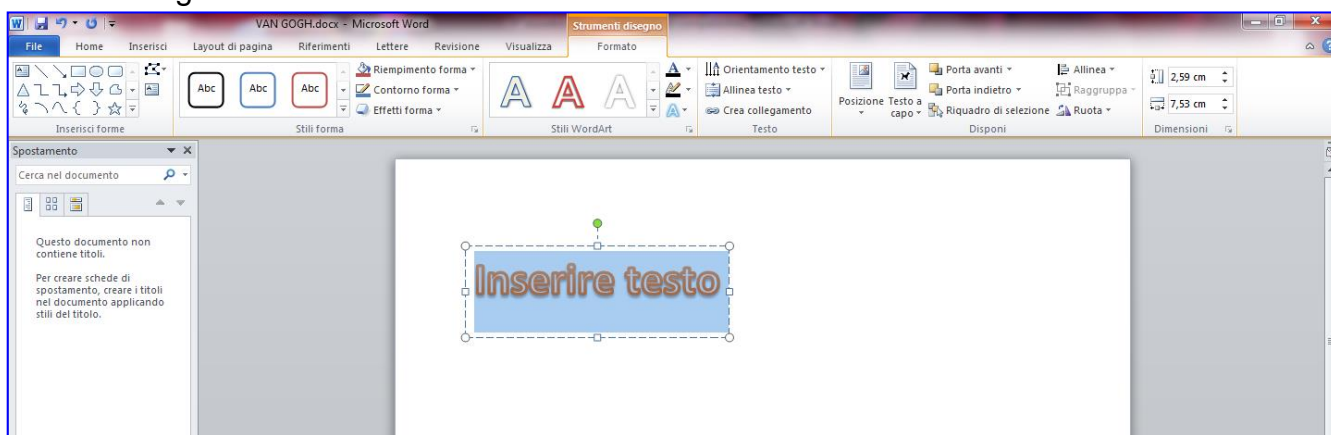 VAN GOGH.docx - Microsoft Word
Strumenti disegno
File Home Inserisci Layout di pagina Riferimenti Lettere Revisione Visualizza Formato
Abc Abc Abc
Riempimento forma
Contorno forma
Effetti forma
A A A
Orientamento testo
Allinea testo
Crea collegamento
Posizione
Testo a capo
Porta avanti
Porta indietro
Riquadro di selezione
Allinea
Raggruppa
Ruota
2,59 cm
7,53 cm
Inserisci forme Stili forma Stili WordArt Testo Disponi Dimensioni
Spostamento
Cerca nel documento
Questo documento non
contiene titoli.
Per creare schede di
spostamento, creare i titoli
nel documento applicando
stili del titolo.
Inserire testo